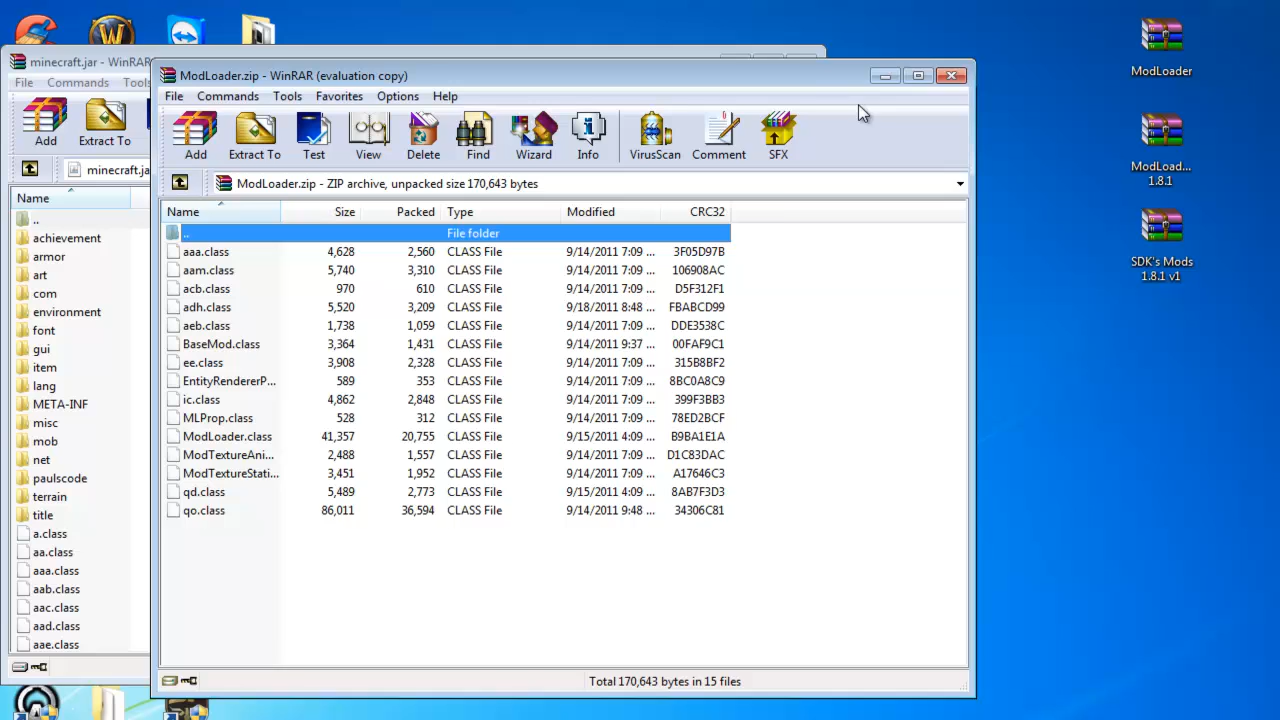 minecraft.jar - WinRAR
File Commands Tools
Add Extract To
minecraft.ja
Name
..
achievement
armor
art
com
environment
font
gui
item
lang
META-INF
misc
mob
net
paulscode
terrain
title
a.class
aa.class
aaa.class
aab.class
aac.class
aad.class
aae.class
ModLoader.zip - WinRAR (evaluation copy)
File Commands Tools Favorites Options Help
Add Extract To Test View Delete Find Wizard Info VirusScan Comment SFX
ModLoader.zip - ZIP archive, unpacked size 170,643 bytes
Name Size Packed Type Modified CRC32
.. File folder
aaa.class 4,628 2,560 CLASS File 9/14/2011 7:09 ... 3F05D97B
aam.class 5,740 3,310 CLASS File 9/14/2011 7:09 ... 106908AC
acb.class 970 610 CLASS File 9/14/2011 7:09 ... D5F312F1
adh.class 5,520 3,209 CLASS File 9/18/2011 8:48 ... FBABCD99
aeb.class 1,738 1,059 CLASS File 9/14/2011 7:09 ... DDE3538C
BaseMod.class 3,364 1,431 CLASS File 9/14/2011 9:37 ... 00FAF9C1
ee.class 3,908 2,328 CLASS File 9/14/2011 7:09 ... 315B8BF2
EntityRendererP... 589 353 CLASS File 9/14/2011 7:09 ... 8BC0A8C9
ic.class 4,862 2,848 CLASS File 9/14/2011 7:09 ... 399F3BB3
MLProp.class 528 312 CLASS File 9/14/2011 7:09 ... 78ED2BCF
ModLoader.class 41,357 20,755 CLASS File 9/15/2011 4:09 ... B9BA1E1A
ModTextureAni... 2,488 1,557 CLASS File 9/14/2011 7:09 ... D1C83DAC
ModTextureStati... 3,451 1,952 CLASS File 9/14/2011 7:09 ... A17646C3
qd.class 5,489 2,773 CLASS File 9/15/2011 4:09 ... 8AB7F3D3
qo.class 86,011 36,594 CLASS File 9/14/2011 9:48 ... 34306C81
Total 170,643 bytes in 15 files
ModLoader
ModLoad...
1.8.1
SDK's Mods
1.8.1 v1